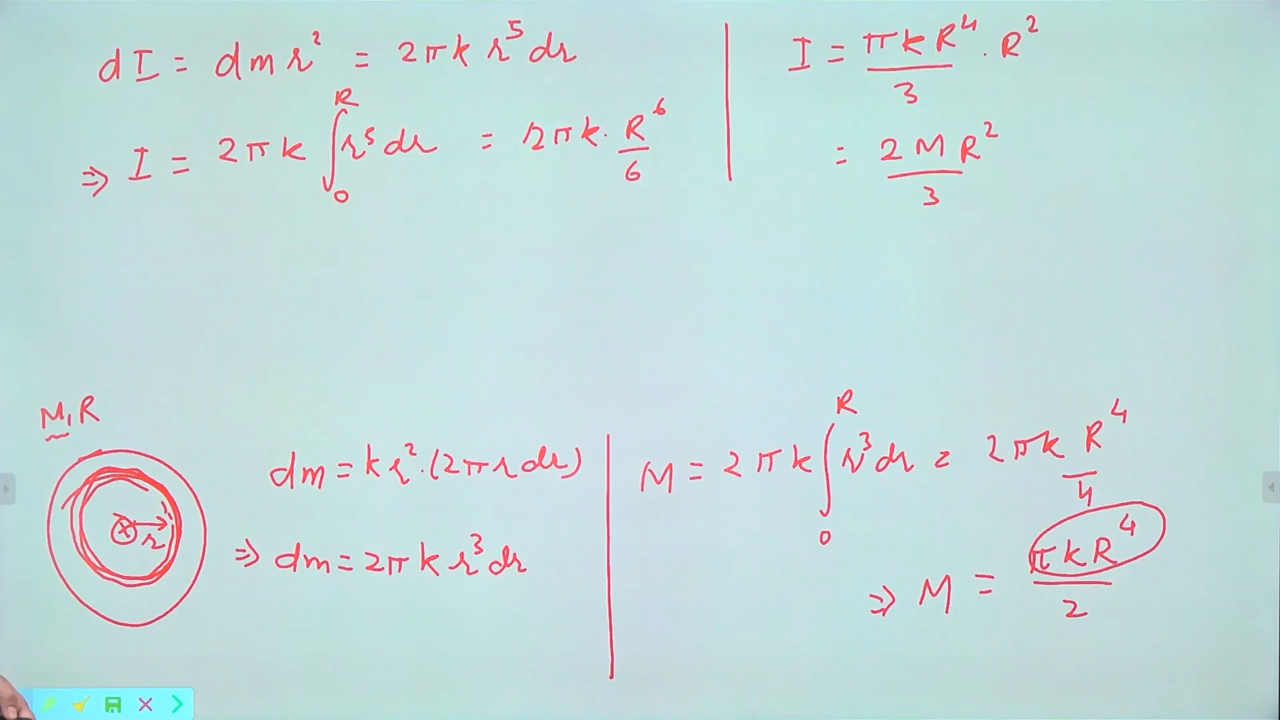 dI = dm r² = 2πk r⁵ dr
⇒ I = 2πk ∫₀ᴿ r⁵ dr = 2πk · R⁶/6
I = πkR⁴/3 · R²
= 2MR²/3
M, R
r
dm = kr² · (2πr dr)
⇒ dm = 2πk r³ dr
M = 2πk ∫₀ᴿ r³ dr = 2πk R⁴/4
⇒ M = πkR⁴/2